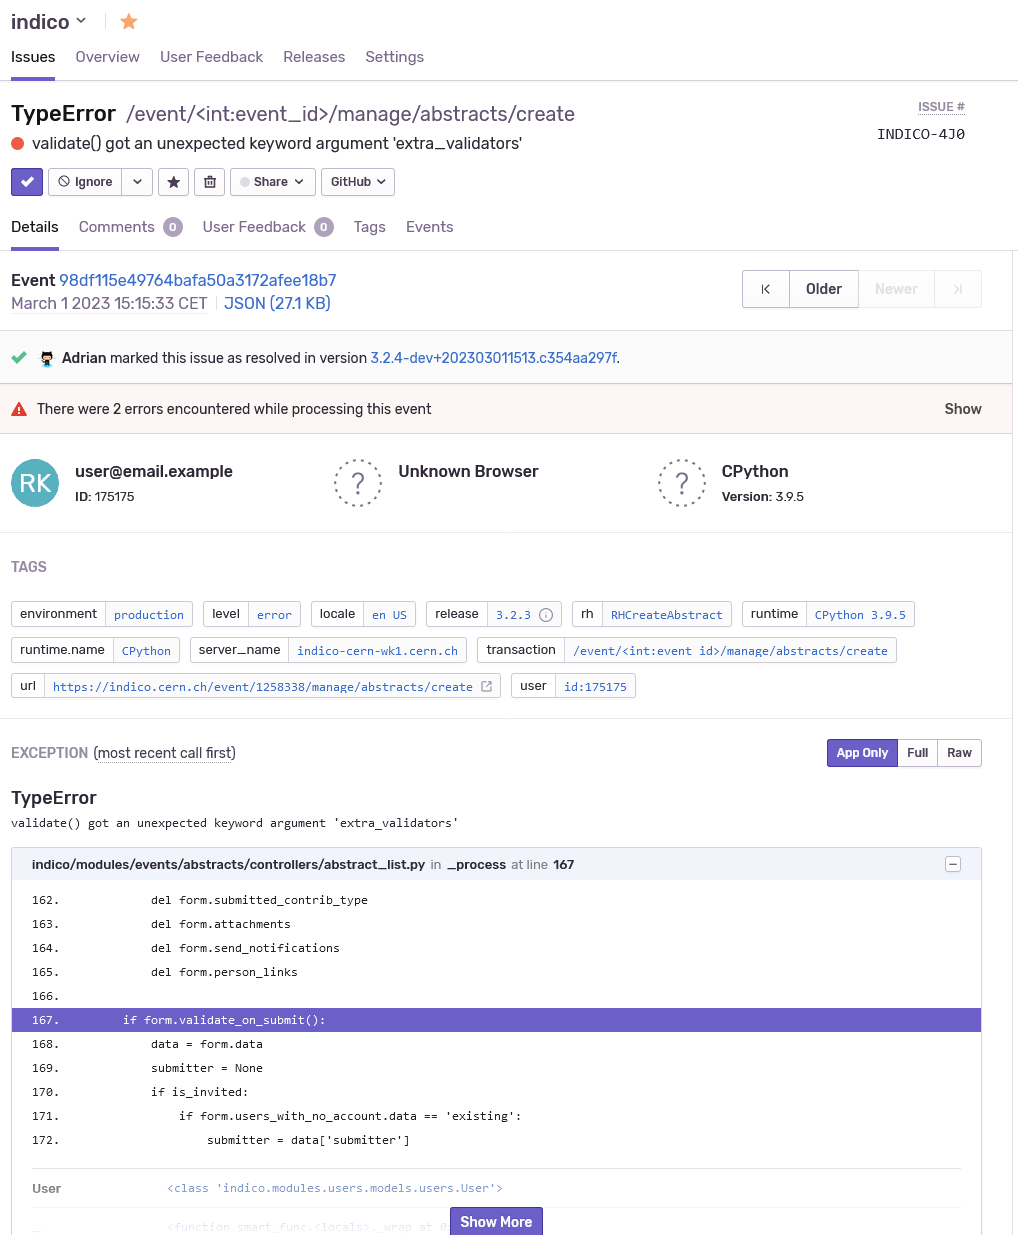 indico
Issues Overview User Feedback Releases Settings
TypeError /event/<int:event_id>/manage/abstracts/create
ISSUE #
validate() got an unexpected keyword argument 'extra_validators'
INDICO-4J0
Ignore Share GitHub
Details Comments 0 User Feedback 0 Tags Events
Event 98df115e49764bafa50a3172afee18b7
March 1 2023 15:15:33 CET JSON (27.1 KB)
Older Newer
Adrian marked this issue as resolved in version 3.2.4-dev+202303011513.c354aa297f.
There were 2 errors encountered while processing this event Show
RK
user@email.example
ID: 175175
? Unknown Browser
? CPython
Version: 3.9.5
TAGS
environment production level error locale en_US release 3.2.3 rh RHCreateAbstract runtime CPython 3.9.5
runtime.name CPython server_name indico-cern-wk1.cern.ch transaction /event/<int:event_id>/manage/abstracts/create
url https://indico.cern.ch/event/1258338/manage/abstracts/create user id:175175
EXCEPTION (most recent call first) App Only Full Raw
TypeError
validate() got an unexpected keyword argument 'extra_validators'
indico/modules/events/abstracts/controllers/abstract_list.py in _process at line 167
162. del form.submitted_contrib_type
163. del form.attachments
164. del form.send_notifications
165. del form.person_links
166.
167. if form.validate_on_submit():
168. data = form.data
169. submitter = None
170. if is_invited:
171. if form.users_with_no_account.data == 'existing':
172. submitter = data['submitter']
User <class 'indico.modules.users.models.users.User'>
_ <function smart_func.<locals>._wrap at
Show More